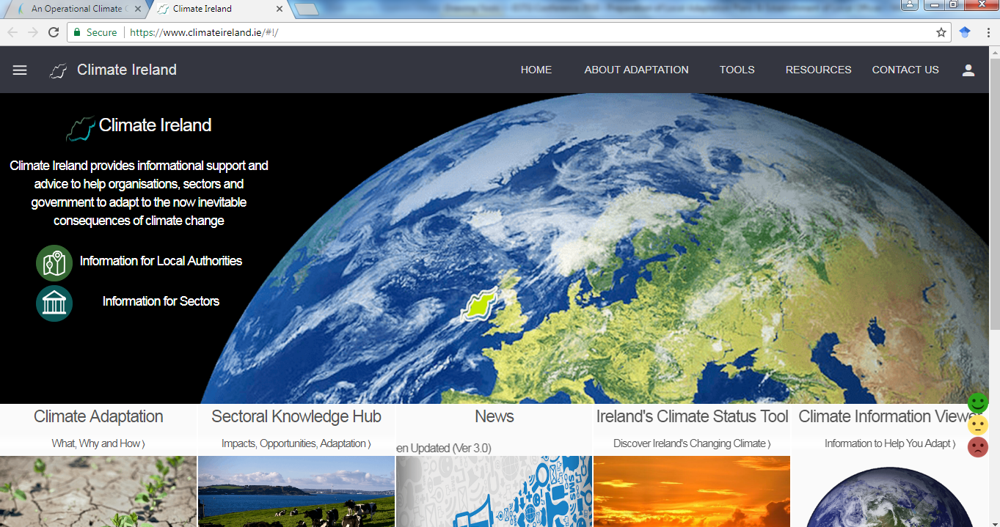 An Operational Climate
Climate Ireland
Secure
https://www.climateireland.ie/#!/
Climate Ireland
HOME
ABOUT ADAPTATION
TOOLS
RESOURCES
CONTACT US
Climate Ireland
Climate Ireland provides informational support and
advice to help organisations, sectors and
government to adapt to the now inevitable
consequences of climate change
Information for Local Authorities
Information for Sectors
Climate Adaptation
What, Why and How ⟩
Sectoral Knowledge Hub
Impacts, Opportunities, Adaptation ⟩
News
en Updated (Ver 3.0)
Ireland's Climate Status Tool
Discover Ireland's Changing Climate ⟩
Climate Information Viewe
Information to Help You Adapt ⟩
SMS